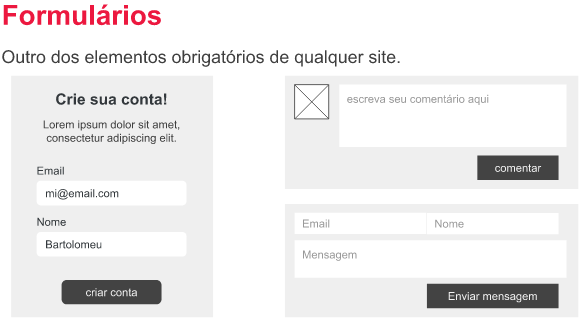 Formulários
Outro dos elementos obrigatórios de qualquer site.
Crie sua conta!
Lorem ipsum dolor sit amet,
consectetur adipiscing elit.
Email
mi@email.com
Nome
Bartolomeu
criar conta
escreva seu comentário aqui
comentar
Email
Nome
Mensagem
Enviar mensagem